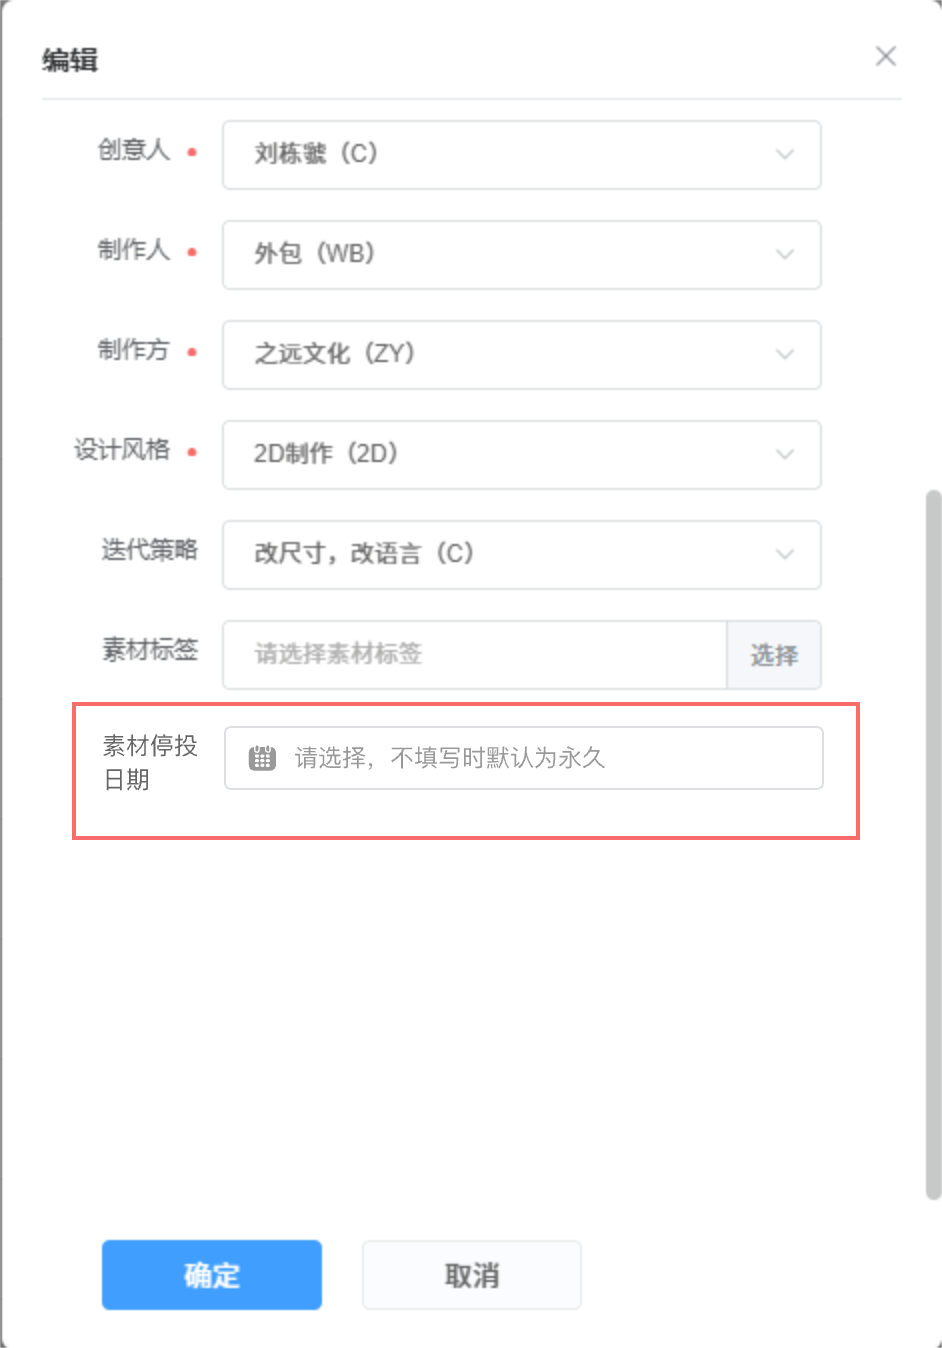 编辑
创意人
刘栋虢（C）
制作人
外包（WB）
制作方
之远文化（ZY）
设计风格
2D制作（2D）
迭代策略
改尺寸，改语言（C）
素材标签
请选择素材标签
选择
素材停投
日期
请选择，不填写时默认为永久
确定
取消